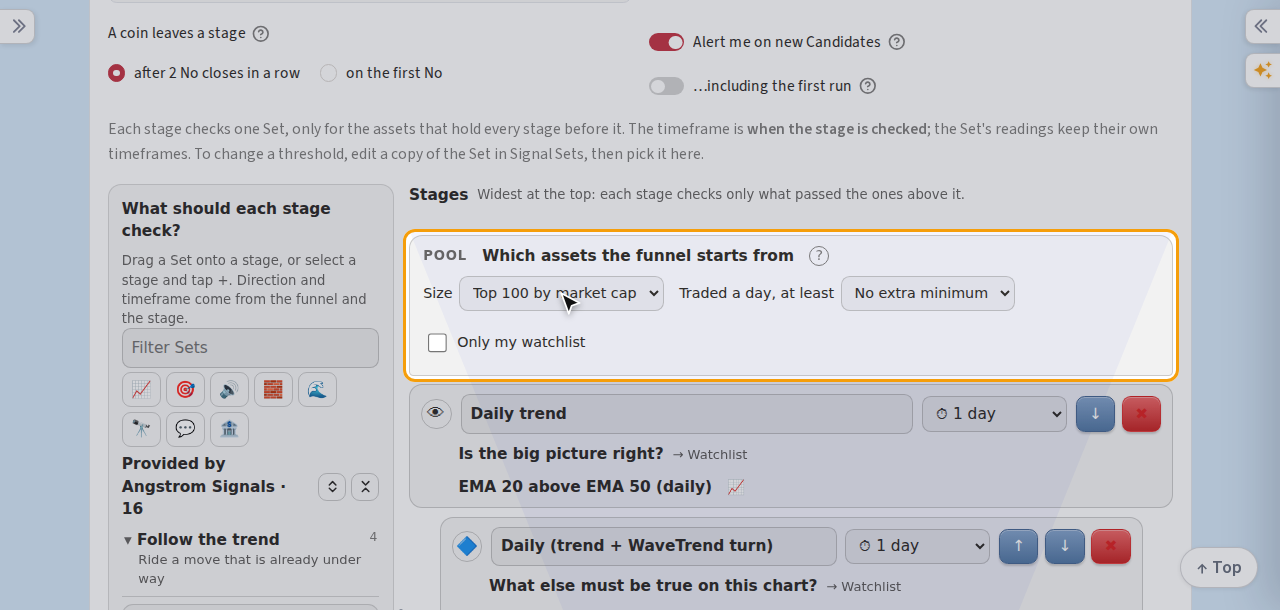 A coin leaves a stage ?
after 2 No closes in a row
on the first No
Alert me on new Candidates ?
…including the first run ?
Each stage checks one Set, only for the assets that hold every stage before it. The timeframe is when the stage is checked; the Set's readings keep their own
timeframes. To change a threshold, edit a copy of the Set in Signal Sets, then pick it here.
What should each stage
check?
Drag a Set onto a stage, or select a
stage and tap +. Direction and
timeframe come from the funnel and
the stage.
Filter Sets
Provided by
Angstrom Signals ·
16
▾ Follow the trend 4
Ride a move that is already under
way
Stages Widest at the top: each stage checks only what passed the ones above it.
POOL Which assets the funnel starts from ?
Size Top 100 by market cap Traded a day, at least No extra minimum
Only my watchlist
Daily trend ⏱ 1 day ↓ ✖
Is the big picture right? → Watchlist
EMA 20 above EMA 50 (daily)
Daily (trend + WaveTrend turn) ⏱ 1 day ↑ ↓ ✖
What else must be true on this chart? → Watchlist
↑ Top